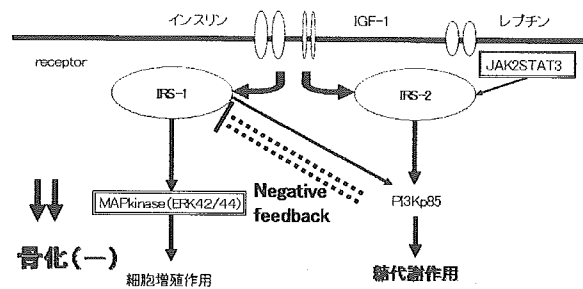 インスリン IGF-1 レプチン
receptor
JAK2STAT3
IRS-1 IRS-2
Negative
feedback
MAPkinase(ERK42/44)
PI3Kp85
骨化(ー)
細胞増殖作用
糖代謝作用